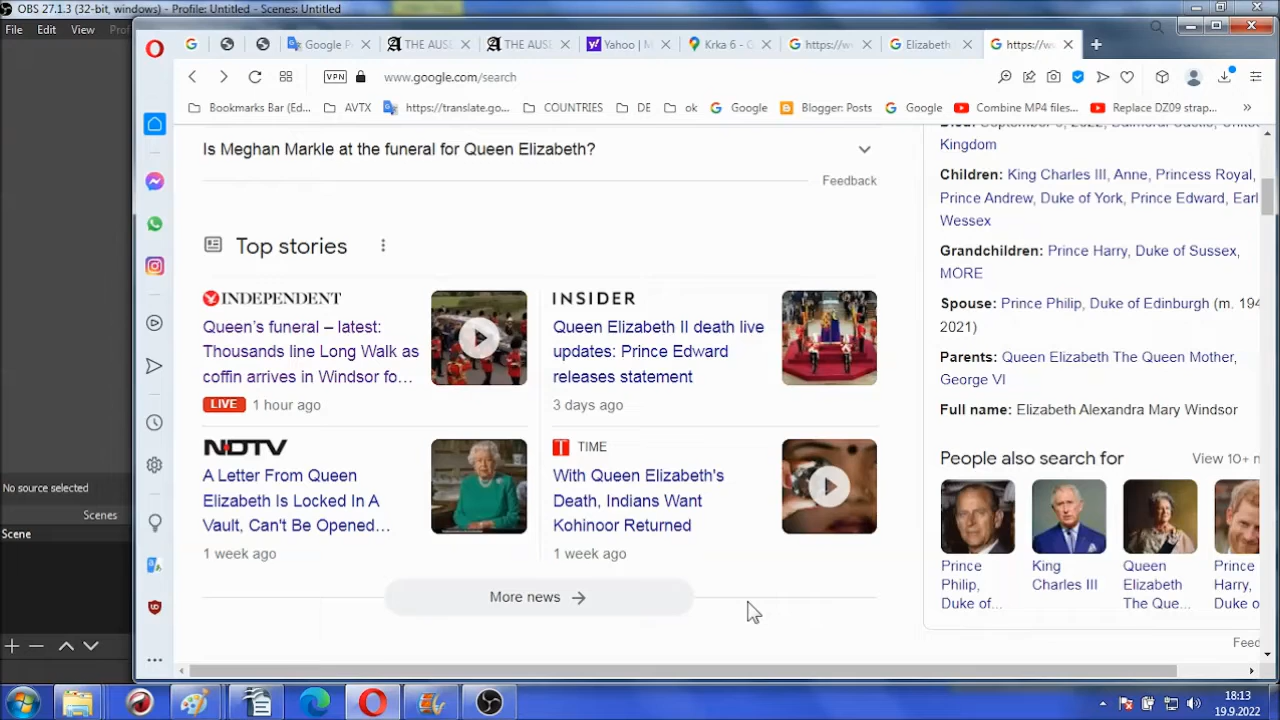 OBS 27.1.3 (32-bit, windows) - Profile: Untitled - Scenes: Untitled
File Edit View
Google P
THE AUSE
THE AUSE
Yahoo | M
Krka 6 - G
https://wv
Elizabeth
https://wv
VPN
www.google.com/search
Bookmarks Bar (Ed... AVTX https://translate.go... COUNTRIES DE ok Google Blogger: Posts Google Combine MP4 files... Replace DZ09 strap... »
Is Meghan Markle at the funeral for Queen Elizabeth?
Feedback
Top stories
INDEPENDENT
Queen's funeral – latest:
Thousands line Long Walk as
coffin arrives in Windsor fo...
LIVE 1 hour ago
INSIDER
Queen Elizabeth II death live
updates: Prince Edward
releases statement
3 days ago
NDTV
A Letter From Queen
Elizabeth Is Locked In A
Vault, Can't Be Opened...
1 week ago
TIME
With Queen Elizabeth's
Death, Indians Want
Kohinoor Returned
1 week ago
More news →
Kingdom
Children: King Charles III, Anne, Princess Royal,
Prince Andrew, Duke of York, Prince Edward, Earl
Wessex
Grandchildren: Prince Harry, Duke of Sussex,
MORE
Spouse: Prince Philip, Duke of Edinburgh (m. 194
2021)
Parents: Queen Elizabeth The Queen Mother,
George VI
Full name: Elizabeth Alexandra Mary Windsor
People also search for View 10+ m
Prince
Philip,
Duke of...
King
Charles III
Queen
Elizabeth
The Que...
Prince
Harry,
Duke o
Feed
No source selected
Scenes
Scene
18:13
19.9.2022